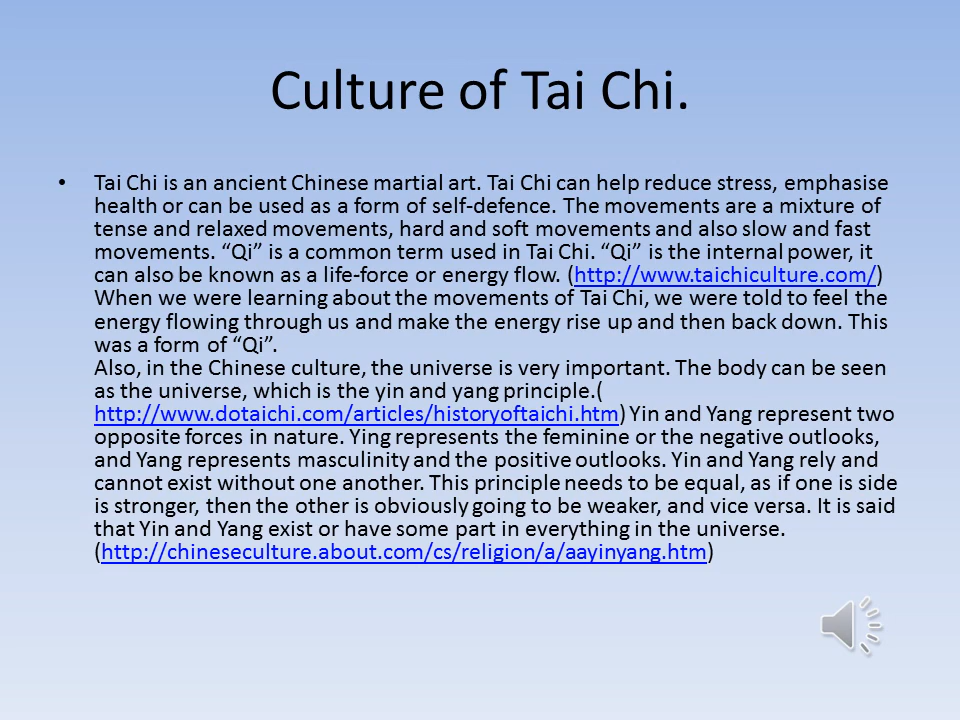 Culture of Tai Chi.
• Tai Chi is an ancient Chinese martial art. Tai Chi can help reduce stress, emphasise
health or can be used as a form of self-defence. The movements are a mixture of
tense and relaxed movements, hard and soft movements and also slow and fast
movements. “Qi” is a common term used in Tai Chi. “Qi” is the internal power, it
can also be known as a life-force or energy flow. (http://www.taichiculture.com/)
When we were learning about the movements of Tai Chi, we were told to feel the
energy flowing through us and make the energy rise up and then back down. This
was a form of “Qi”.
Also, in the Chinese culture, the universe is very important. The body can be seen
as the universe, which is the yin and yang principle.(
http://www.dotaichi.com/articles/historyoftaichi.htm) Yin and Yang represent two
opposite forces in nature. Ying represents the feminine or the negative outlooks,
and Yang represents masculinity and the positive outlooks. Yin and Yang rely and
cannot exist without one another. This principle needs to be equal, as if one is side
is stronger, then the other is obviously going to be weaker, and vice versa. It is said
that Yin and Yang exist or have some part in everything in the universe.
(http://chineseculture.about.com/cs/religion/a/aayinyang.htm)